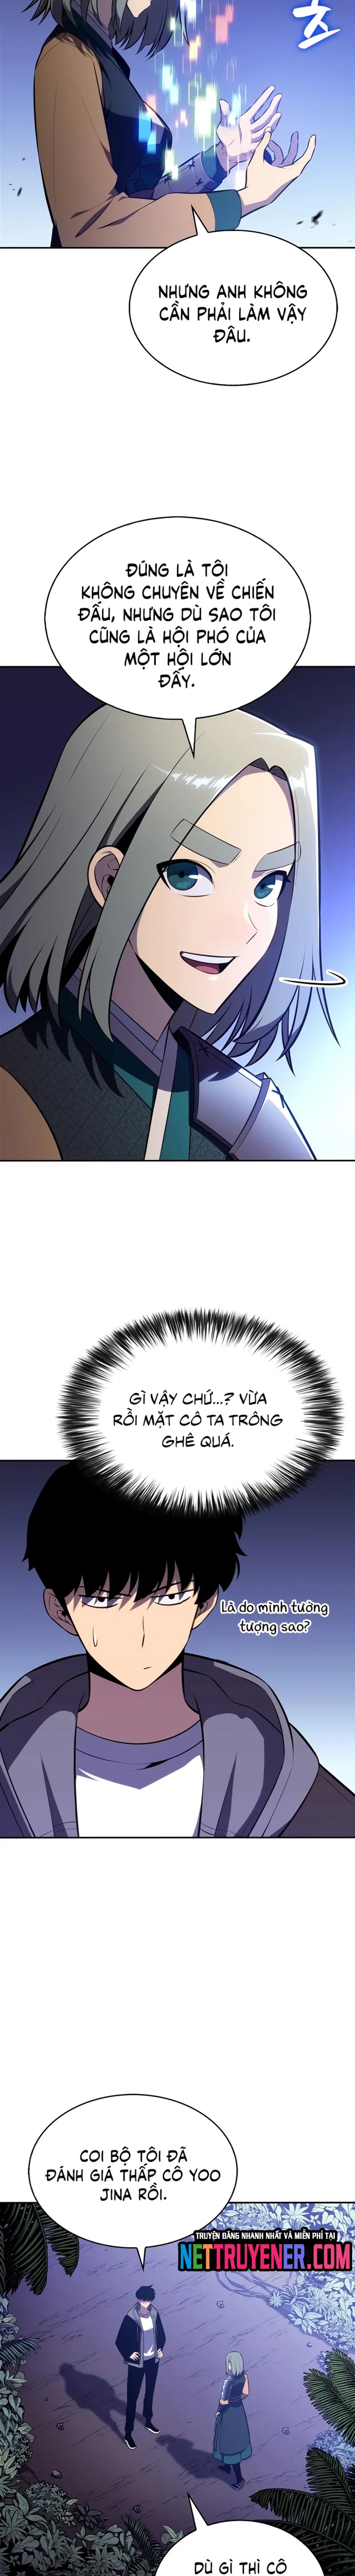 츠
NHƯNG ANH KHÔNG
CẦN PHẢI LÀM VẬY
ĐÂU.
ĐÚNG LÀ TÔI
KHÔNG CHUYÊN VỀ CHIẾN
ĐẤU, NHƯNG DÙ SAO TÔI
CŨNG LÀ HỘI PHÓ CỦA
MỘT HỘI LỚN
ĐẤY.
GÌ VẬY CHỨ...? VỪA
RỒI MẶT CÔ TA TRÔNG
GHÊ QUÁ.
Là do mình tưởng
tượng sao?
COI BỘ TÔI ĐÃ
ĐÁNH GIÁ THẤP CÔ YOO
JINA RỒI.
TRUYỆN ĐĂNG NHANH NHẤT VÀ MIỄN PHÍ TẠI
NETTRUYENER.COM
DÙ GÌ THÌ CÔ